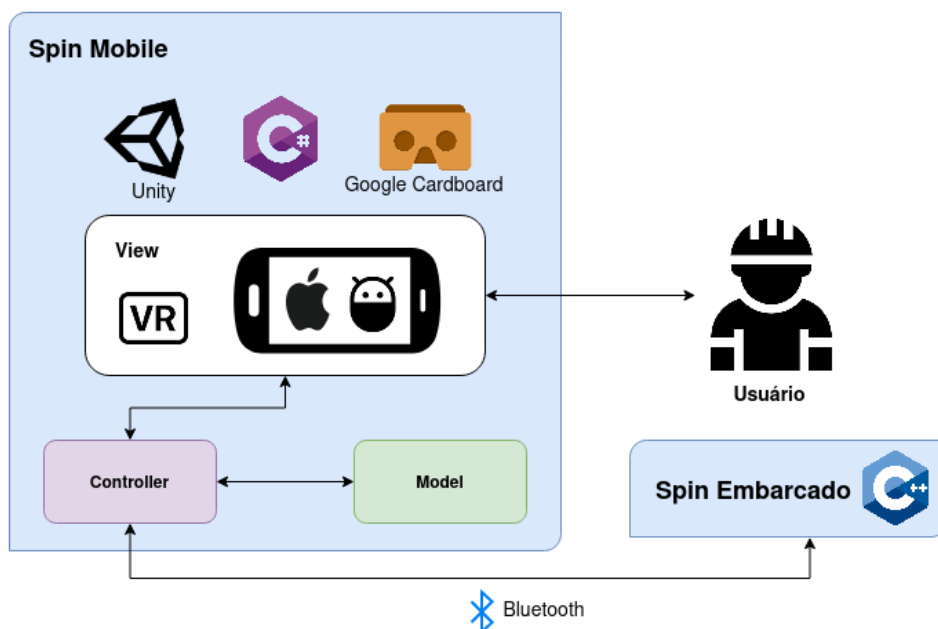 Spin Mobile
C#
Unity
Google Cardboard
View
VR
Usuário
Controller
Model
Spin Embarcado
C++
Bluetooth